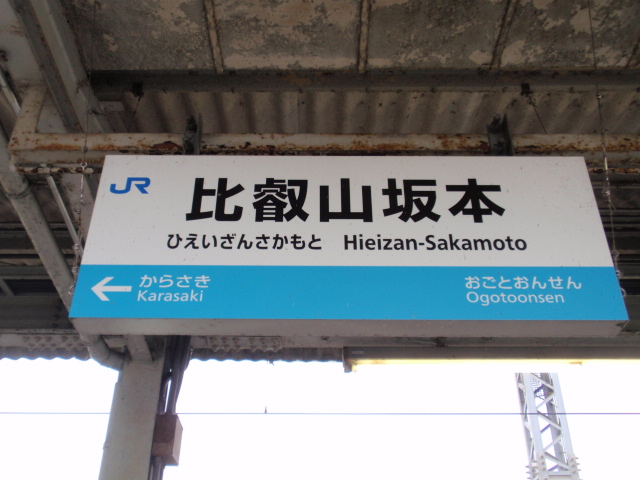 JR 比叡山坂本
ひえいざんさかもと Hieizan-Sakamoto
← からさき おごとおんせん
Karasaki Ogotoonsen